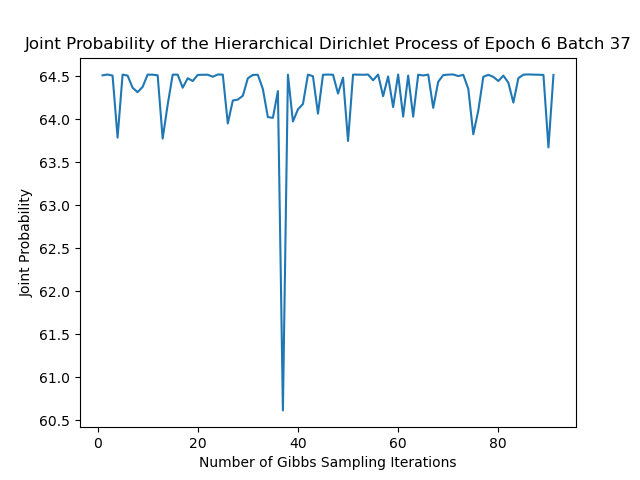 Joint Probability of the Hierarchical Dirichlet Process of Epoch 6 Batch 37
64.5
64.0
63.5
63.0
62.5
62.0
61.5
61.0
60.5
Joint Probability
0 20 40 60 80
Number of Gibbs Sampling Iterations